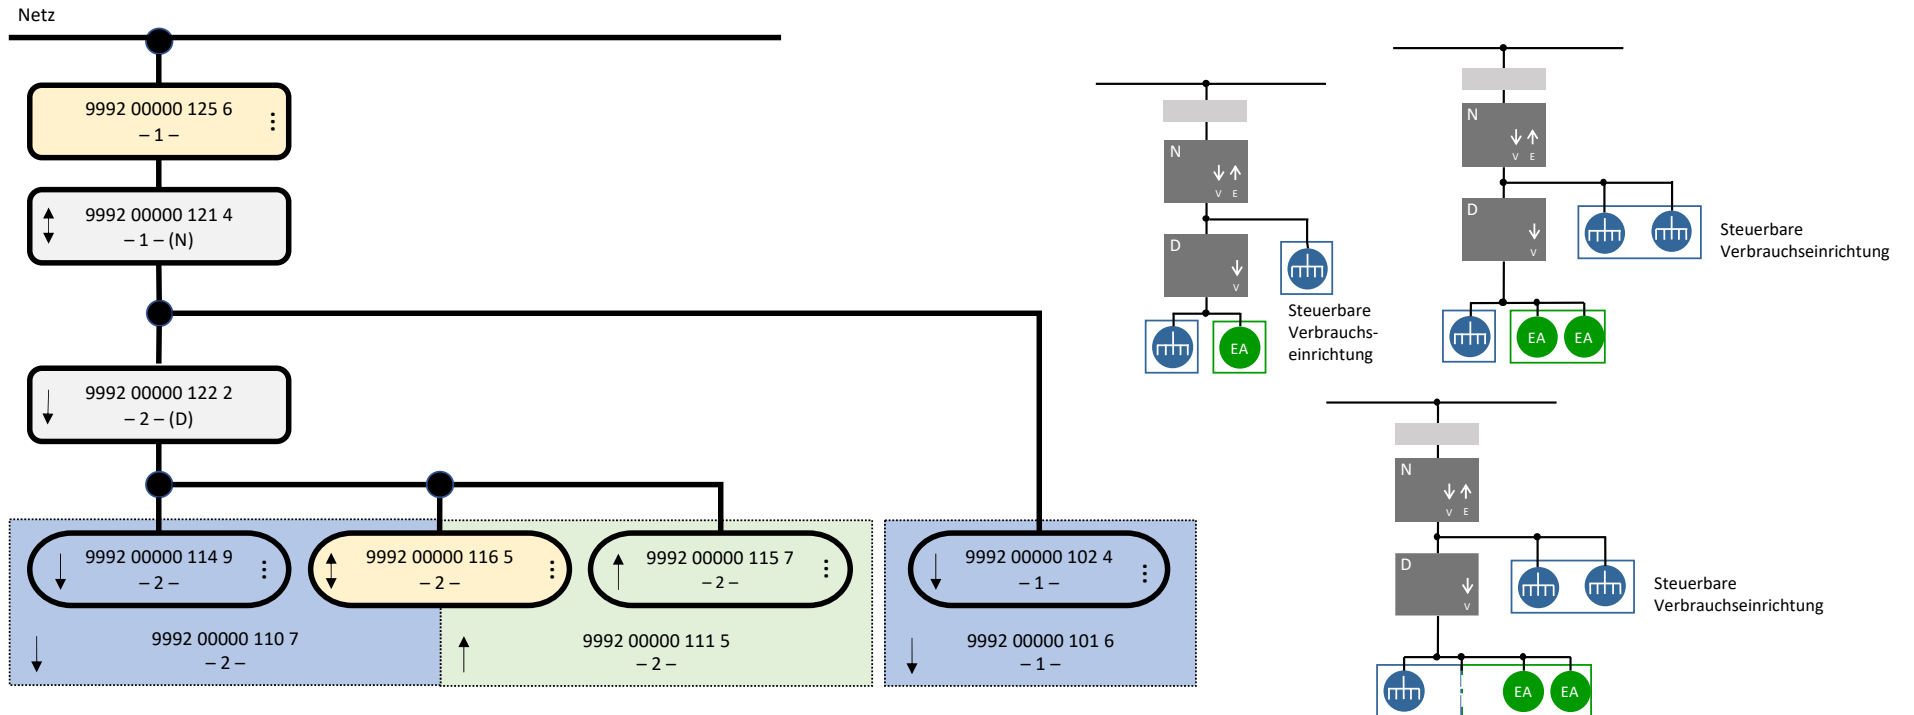 Netz
9992 00000 125 6
– 1 –
9992 00000 121 4
– 1 – (N)
9992 00000 122 2
– 2 – (D)
9992 00000 114 9
– 2 –
9992 00000 116 5
– 2 –
9992 00000 115 7
– 2 –
9992 00000 102 4
– 1 –
9992 00000 110 7
– 2 –
9992 00000 111 5
– 2 –
9992 00000 101 6
– 1 –
N
V E
D
V
Steuerbare
Verbrauchs-
einrichtung
EA
N
V E
D
V
Steuerbare
Verbrauchseinrichtung
EA EA
N
V E
D
V
Steuerbare
Verbrauchseinrichtung
EA EA